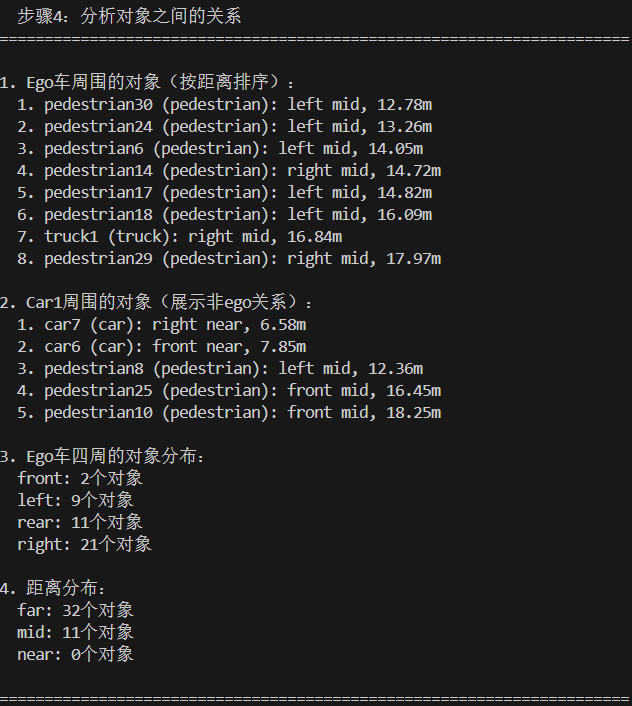 步骤4: 分析对象之间的关系
======================================================================
1. Ego车周围的对象（按距离排序）:
1. pedestrian30 (pedestrian): left mid, 12.78m
2. pedestrian24 (pedestrian): left mid, 13.26m
3. pedestrian6 (pedestrian): left mid, 14.05m
4. pedestrian14 (pedestrian): right mid, 14.72m
5. pedestrian17 (pedestrian): left mid, 14.82m
6. pedestrian18 (pedestrian): left mid, 16.09m
7. truck1 (truck): right mid, 16.84m
8. pedestrian29 (pedestrian): right mid, 17.97m
2. Car1周围的对象（展示非ego关系）:
1. car7 (car): right near, 6.58m
2. car6 (car): front near, 7.85m
3. pedestrian8 (pedestrian): left mid, 12.36m
4. pedestrian25 (pedestrian): front mid, 16.45m
5. pedestrian10 (pedestrian): front mid, 18.25m
3. Ego车四周的对象分布:
front: 2个对象
left: 9个对象
rear: 11个对象
right: 21个对象
4. 距离分布:
far: 32个对象
mid: 11个对象
near: 0个对象
======================================================================